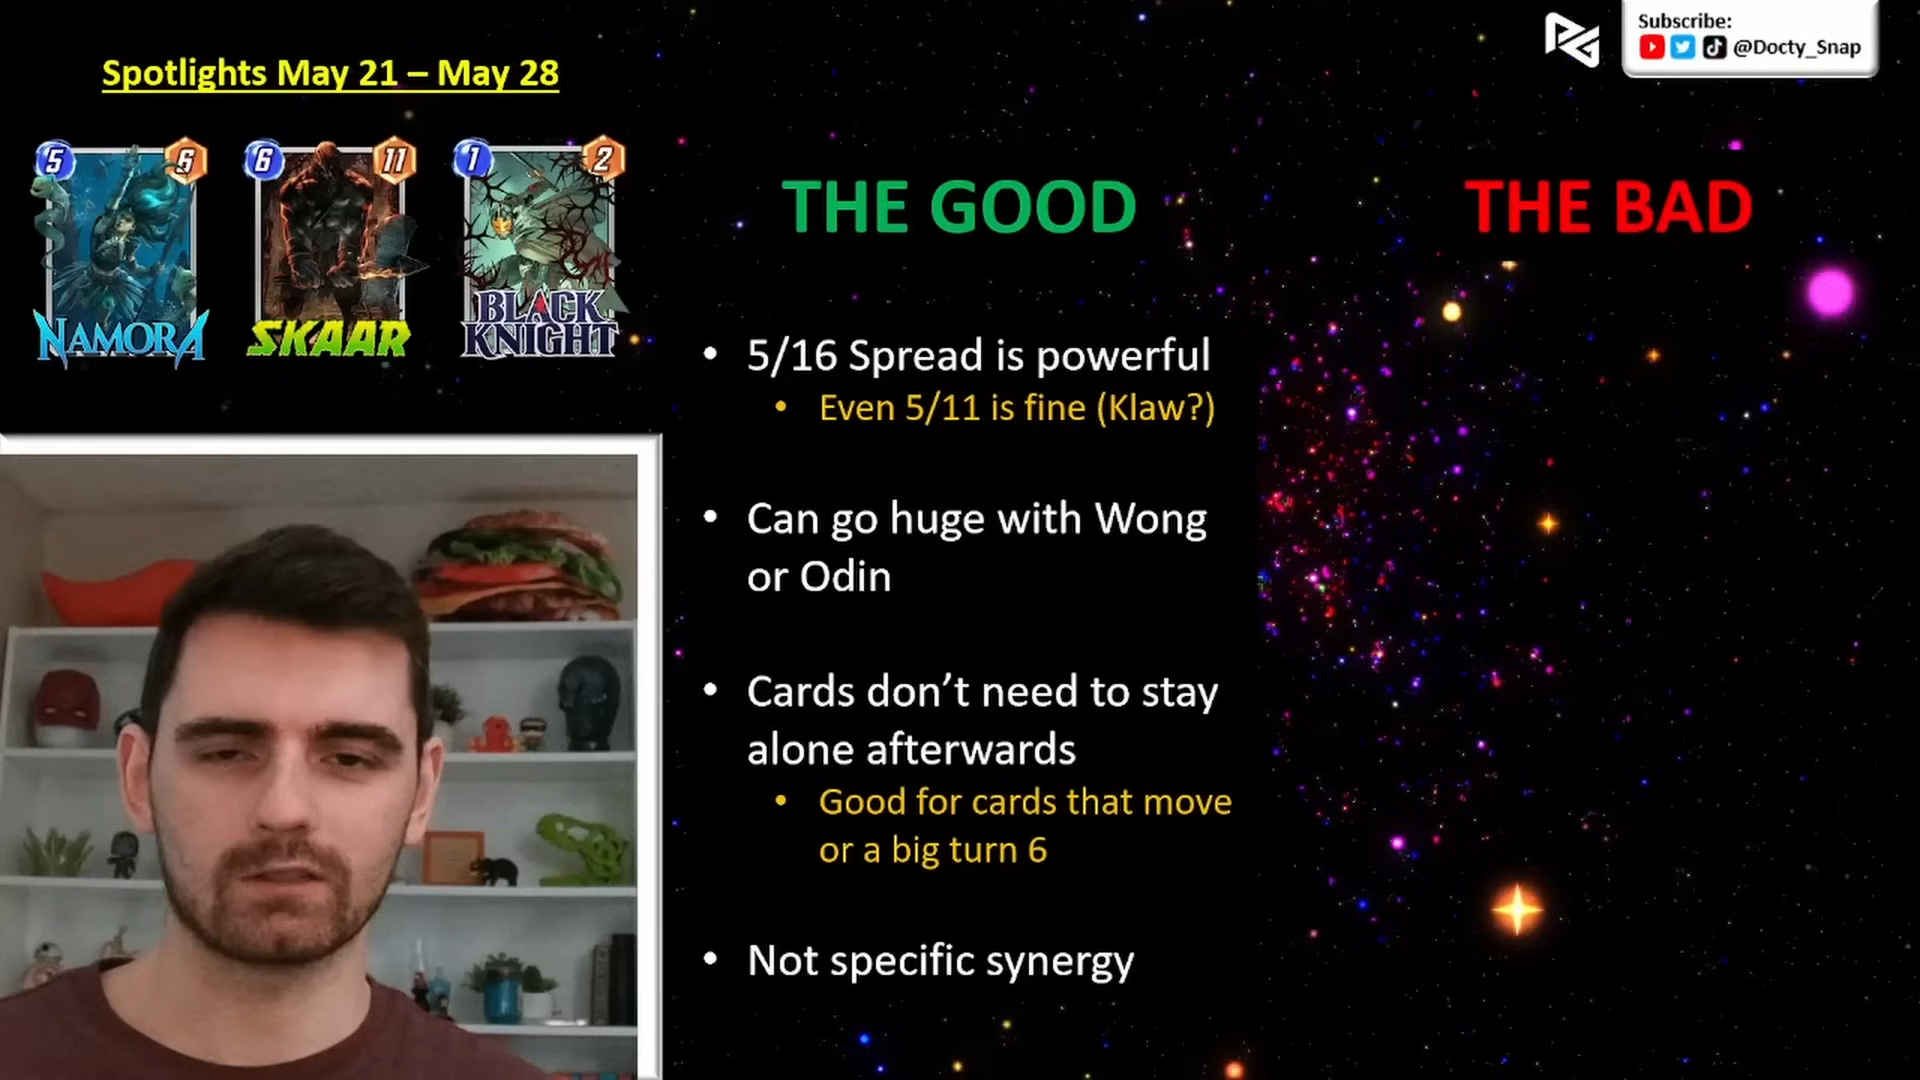 Spotlights May 21 – May 28
5 6
NAMORA
6 11
SKAAR
1 2
BLACK
KNIGHT
Subscribe:
@Docty_Snap
THE GOOD
• 5/16 Spread is powerful
• Even 5/11 is fine (Klaw?)
• Can go huge with Wong
or Odin
• Cards don’t need to stay
alone afterwards
• Good for cards that move
or a big turn 6
• Not specific synergy
THE BAD